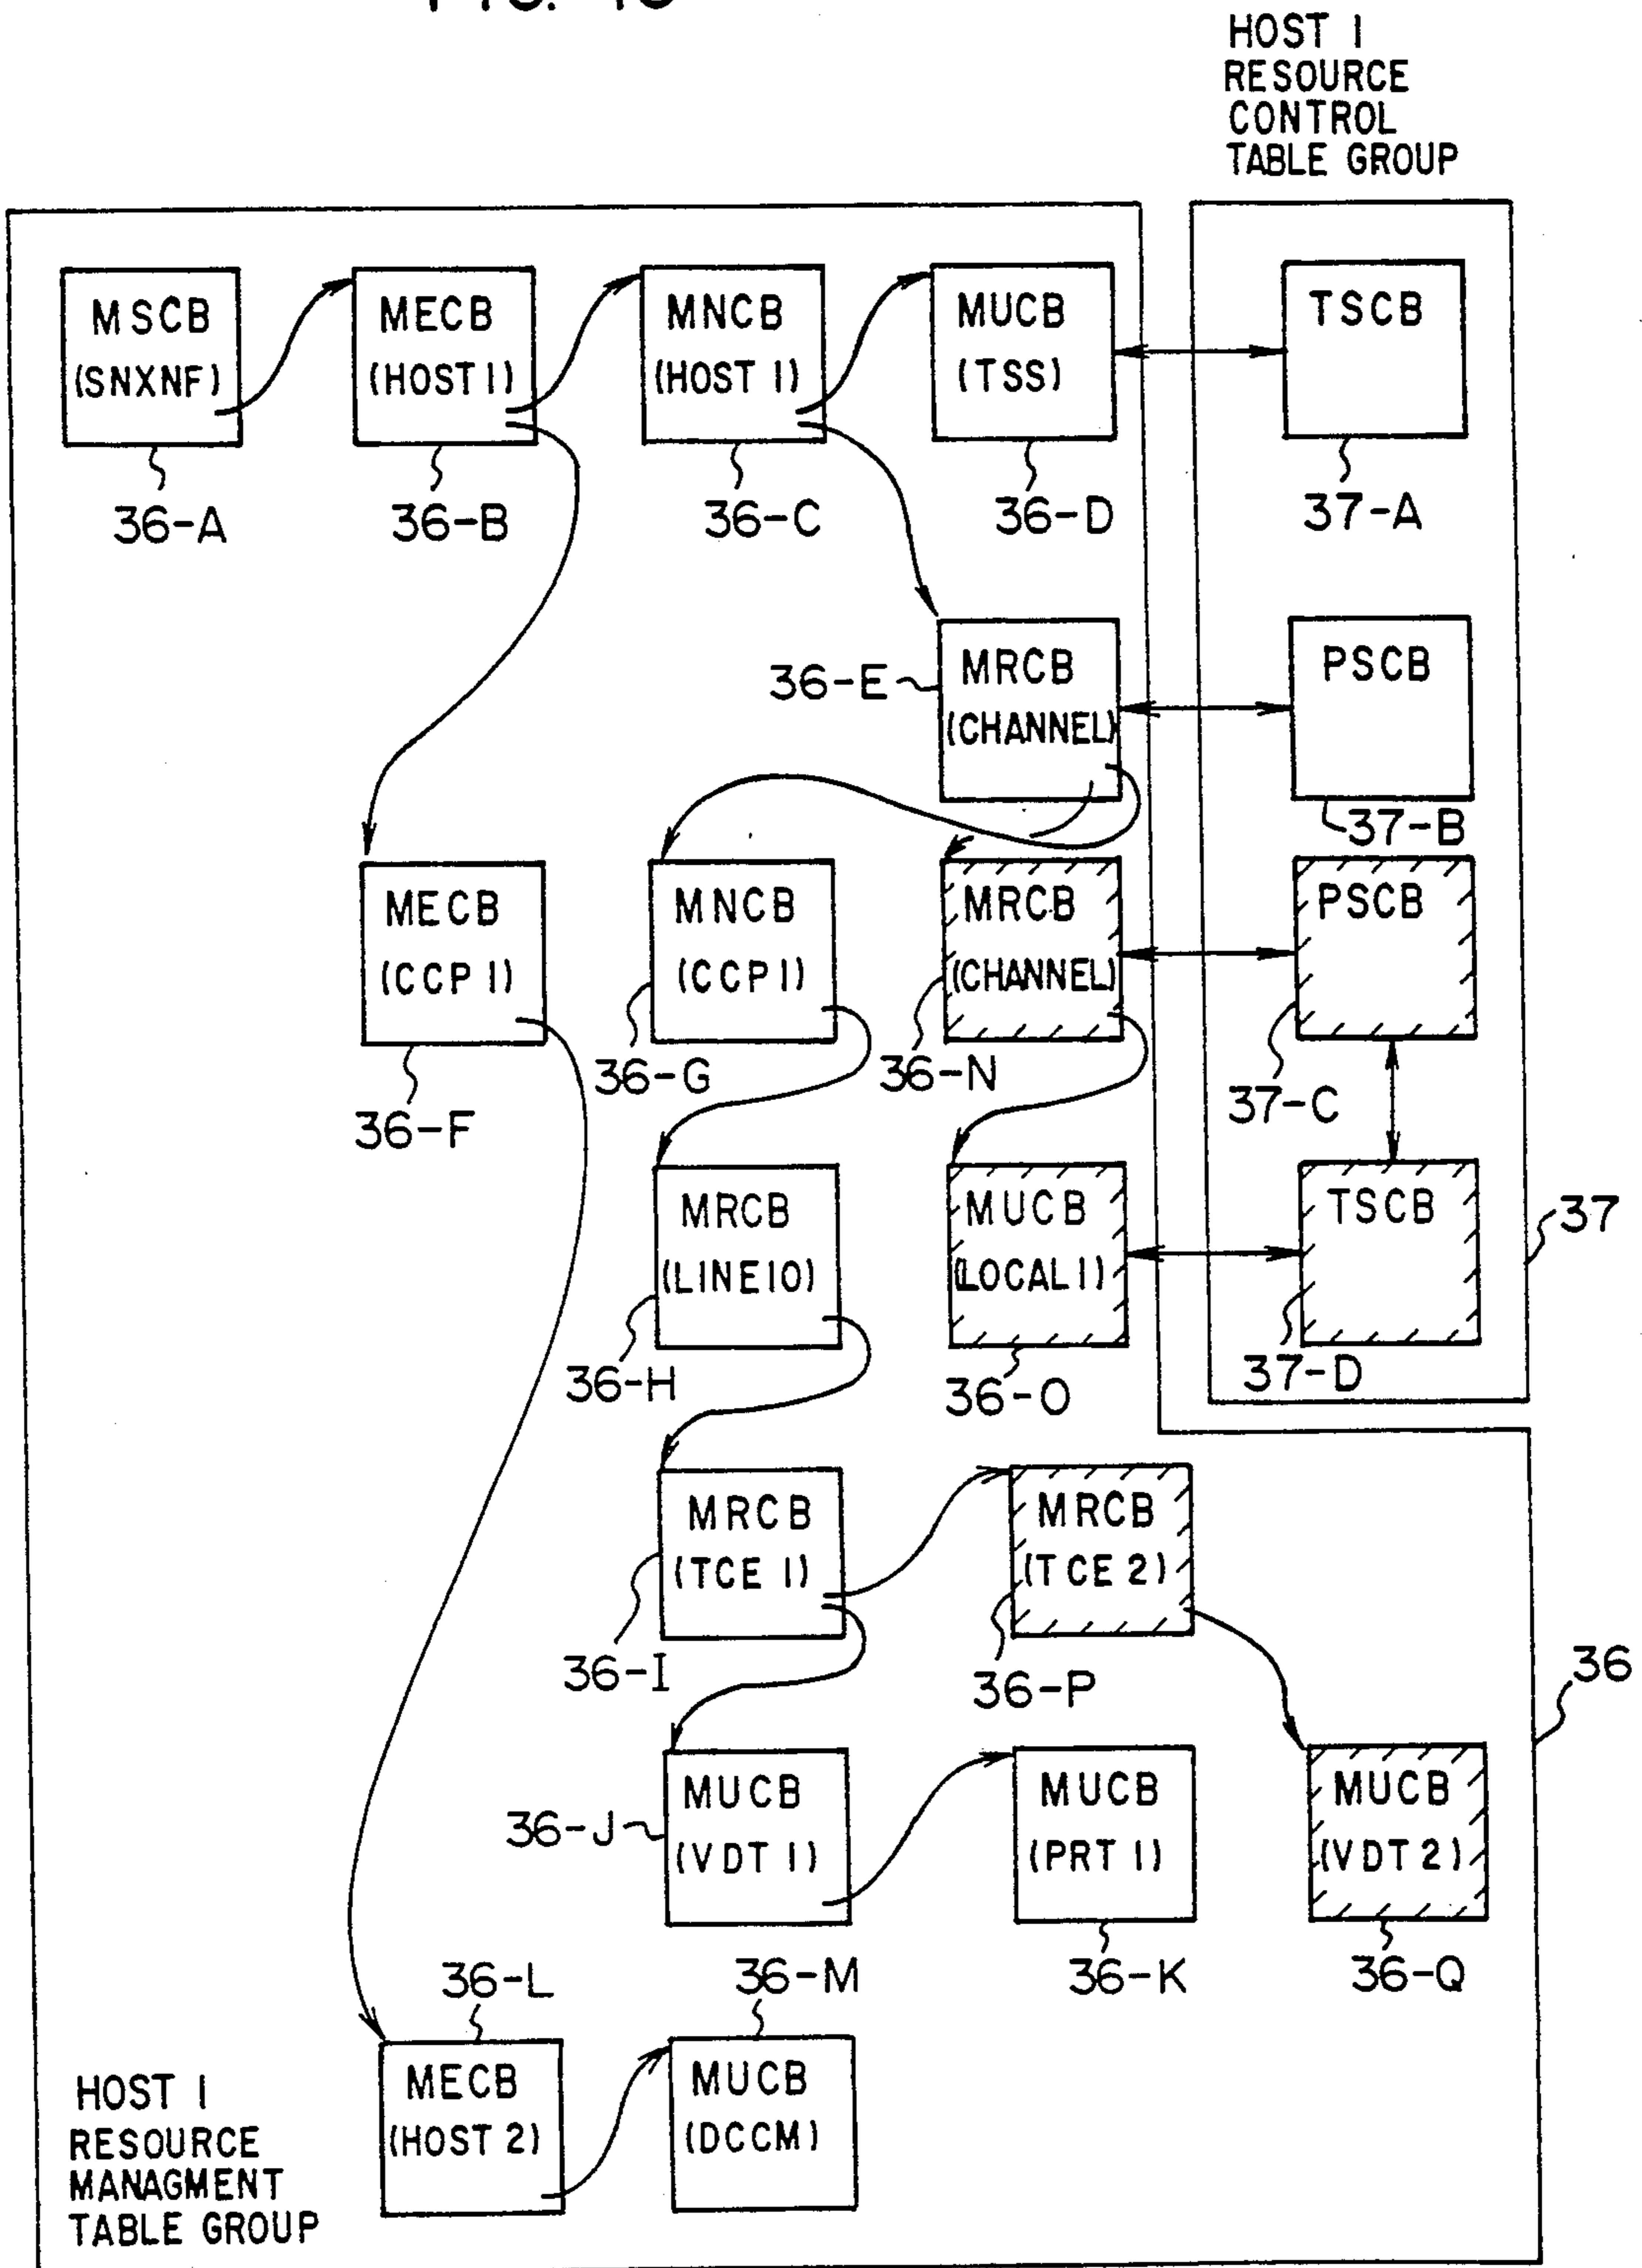 HOST 1
RESOURCE
CONTROL
TABLE GROUP
MSCB
(SNXNF)
MECB
(HOST 1)
MNCB
(HOST 1)
MUCB
(TSS)
TSCB
36-A
36-B
36-C
36-D
37-A
36-E
MRCB
(CHANNEL)
PSCB
37-B
MECB
(CCP 1)
MNCB
(CCP 1)
MRCB
(CHANNEL)
PSCB
36-F
36-G
36-N
37-C
MRCB
(LINE10)
MUCB
(LOCAL 1)
TSCB
37
36-H
36-O
37-D
MRCB
(TCE 1)
MRCB
(TCE 2)
36-I
36-P
36
36-J
MUCB
(VDT 1)
MUCB
(PRT 1)
MUCB
(VDT 2)
36-L
36-M
36-K
36-Q
MECB
(HOST 2)
MUCB
(DCCM)
HOST 1
RESOURCE
MANAGMENT
TABLE GROUP